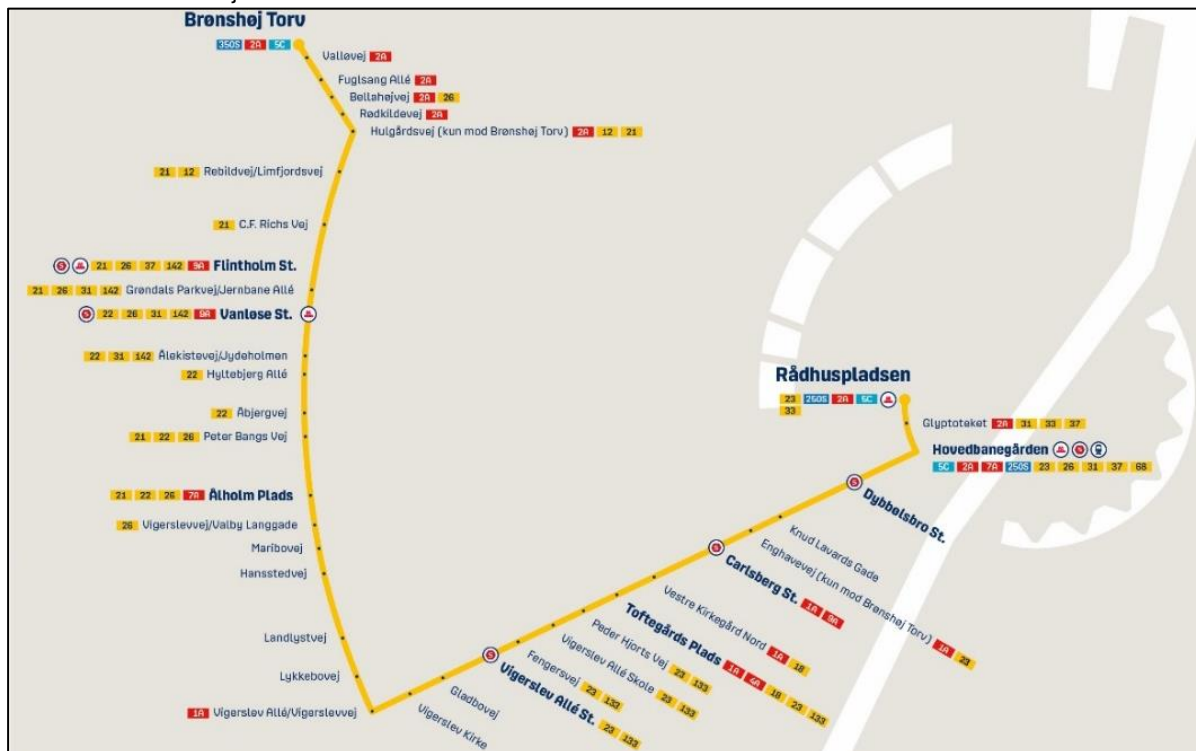 Brønshøj Torv
350S 2A 5C
Valløvej 2A
Fuglsang Allé 2A
Bellahøjvej 2A 26
Rødkildevej 2A
Hulgårdsvej (kun mod Brønshøj Torv) 2A 12 21
21 12 Rebildvej/Limfjordsvej
21 C.F. Richs Vej
S M 21 26 37 142 9A Flintholm St.
21 26 31 142 Grøndals Parkvej/Jernbane Allé
S 22 26 31 142 9A Vanløse St. M
22 31 142 Ålekistevej/Jydeholmen
22 Hyltebjerg Allé
22 Åbjergvej
21 22 26 Peter Bangs Vej
21 22 26 7A Ålholm Plads
26 Vigerslevvej/Valby Langgade
Maribovej
Hansstedvej
Landlystvej
Lykkebovej
1A Vigerslev Allé/Vigerslevvej
Vigerslev Kirke
Gladbovej
S Vigerslev Allé St. 23 133
Fengersvej 23 133
Vigerslev Allé Skole 23 133
Peder Hjorts Vej 23 133
Toftegårds Plads 1A 4A 18 23 133
Vestre Kirkegård Nord 1A 18
S Carlsberg St. 1A 9A
Enghavevej (kun mod Brønshøj Torv) 1A 23
Knud Lavards Gade
S Dybbølsbro St.
Hovedbanegården M S
5C 2A 7A 250S 23 26 31 37 68
Glyptoteket 2A 31 33 37
Rådhuspladsen
23 250S 2A 5C M
33